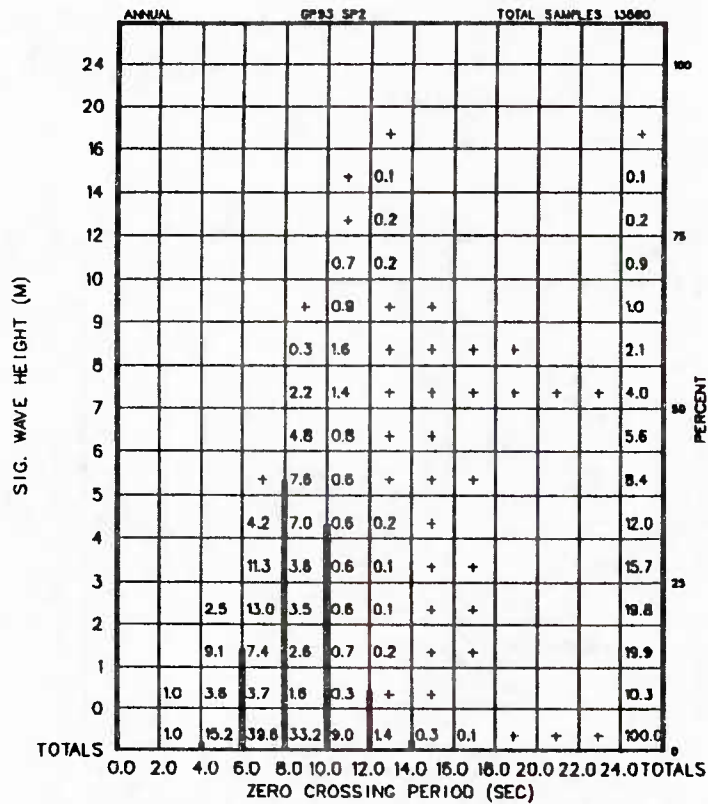 ANNUAL GP93 SP2 TOTAL SAMPLES 13880
24 100
20
+ +
16
+ 0.1 0.1
14
+ 0.2 0.2
12 75
0.7 0.2 0.9
10
+ 0.9 + + 1.0
9
0.3 1.6 + + + + 2.1
8
2.2 1.4 + + + + + + 4.0
7 50
4.8 0.8 + + 5.6
6
+ 7.6 0.6 + + + 8.4
5
4.2 7.0 0.6 0.2 + 12.0
4
11.3 3.8 0.6 0.1 + + 15.7
3 25
2.5 13.0 3.5 0.6 0.1 + + 19.8
2
9.1 7.4 2.6 0.7 0.2 + + 19.9
1
1.0 3.6 3.7 1.6 0.3 + + 10.3
0
1.0 15.2 39.8 33.2 9.0 1.4 0.3 0.1 + + + 100.0
TOTALS 0
0.0 2.0 4.0 6.0 8.0 10.0 12.0 14.0 16.0 18.0 20.0 22.0 24.0 TOTALS
ZERO CROSSING PERIOD (SEC)
SIG. WAVE HEIGHT (M)
PERCENT